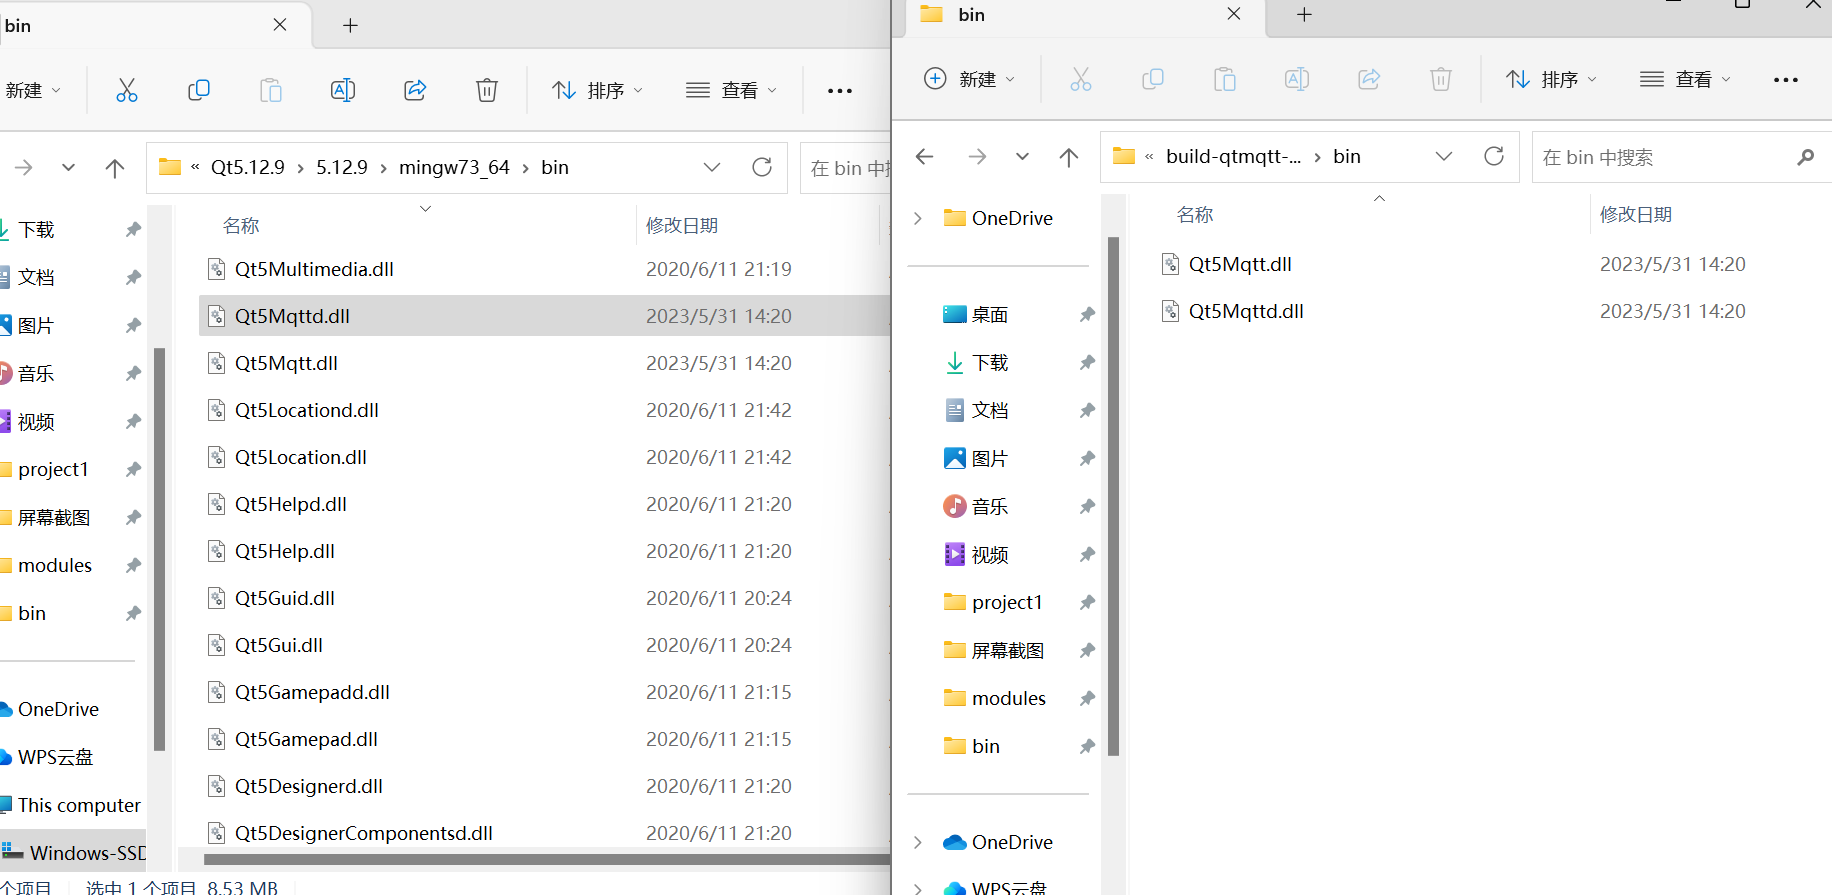 bin
新建
排序
查看
Qt5.12.9 > 5.12.9 > mingw73_64 > bin
在 bin 中
下载
文档
图片
音乐
视频
project1
屏幕截图
modules
bin
OneDrive
WPS云盘
This computer
Windows-SSD
名称 修改日期
Qt5Multimedia.dll 2020/6/11 21:19
Qt5Mqttd.dll 2023/5/31 14:20
Qt5Mqtt.dll 2023/5/31 14:20
Qt5Locationd.dll 2020/6/11 21:42
Qt5Location.dll 2020/6/11 21:42
Qt5Helpd.dll 2020/6/11 21:20
Qt5Help.dll 2020/6/11 21:20
Qt5Guid.dll 2020/6/11 20:24
Qt5Gui.dll 2020/6/11 20:24
Qt5Gamepadd.dll 2020/6/11 21:15
Qt5Gamepad.dll 2020/6/11 21:15
Qt5Designerd.dll 2020/6/11 21:20
Qt5DesignerComponentsd.dll 2020/6/11 21:20
个项目 选中 1 个项目 8.53 MB
bin
新建
排序
查看
« build-qtmqtt-... > bin
在 bin 中搜索
OneDrive
桌面
下载
文档
图片
音乐
视频
project1
屏幕截图
modules
bin
OneDrive
WPS云盘
名称 修改日期
Qt5Mqtt.dll 2023/5/31 14:20
Qt5Mqttd.dll 2023/5/31 14:20